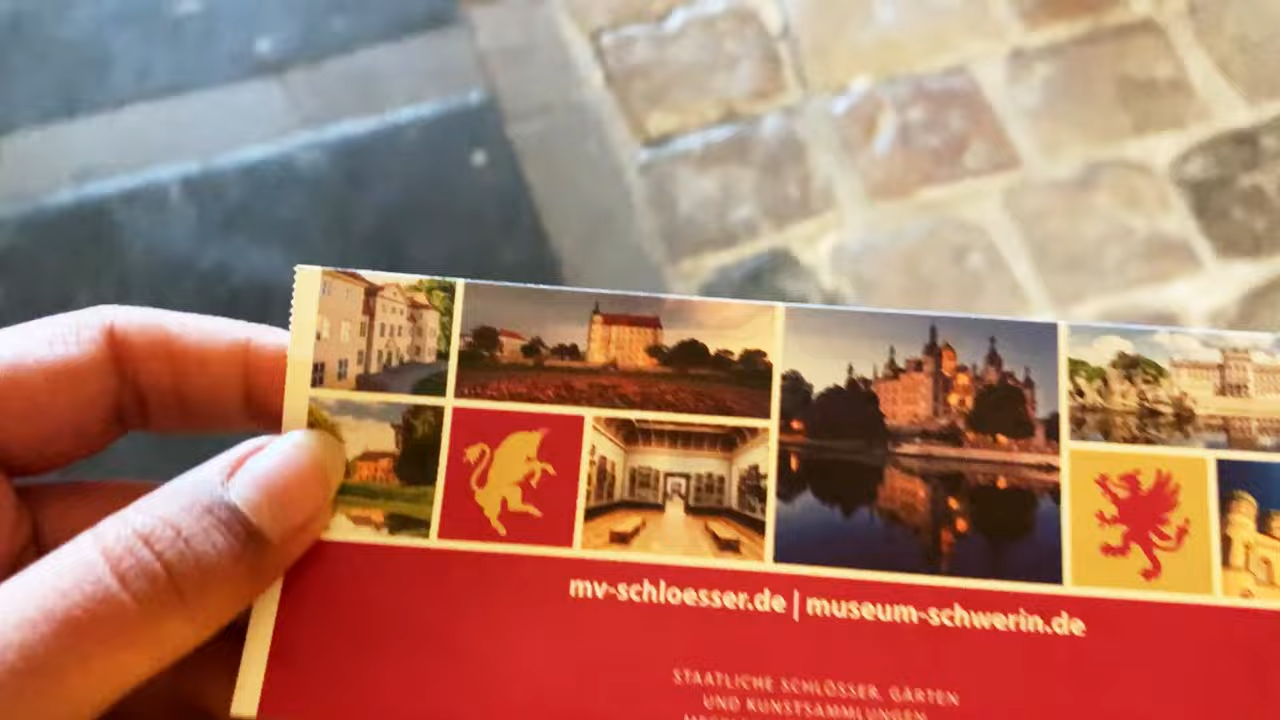 mv-schloesser.de | museum-schwerin.de
STAATLICHE SCHLÖSSER, GÄRTEN
UND KUNSTSAMMLUNGEN